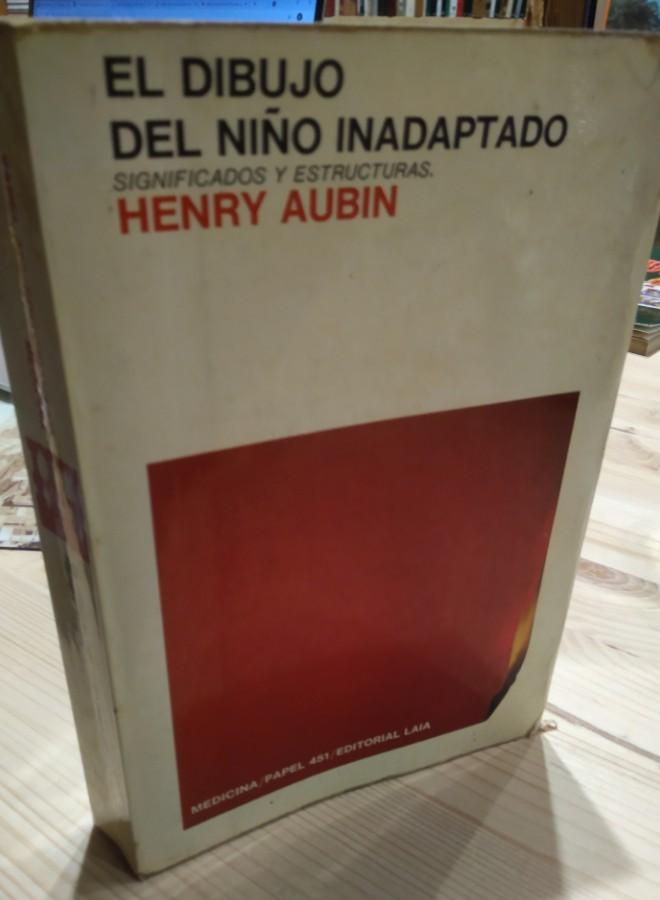 EL DIBUJO
DEL NIÑO INADAPTADO
SIGNIFICADOS Y ESTRUCTURAS.
HENRY AUBIN
MEDICINA/PAPEL 451/EDITORIAL LAIA